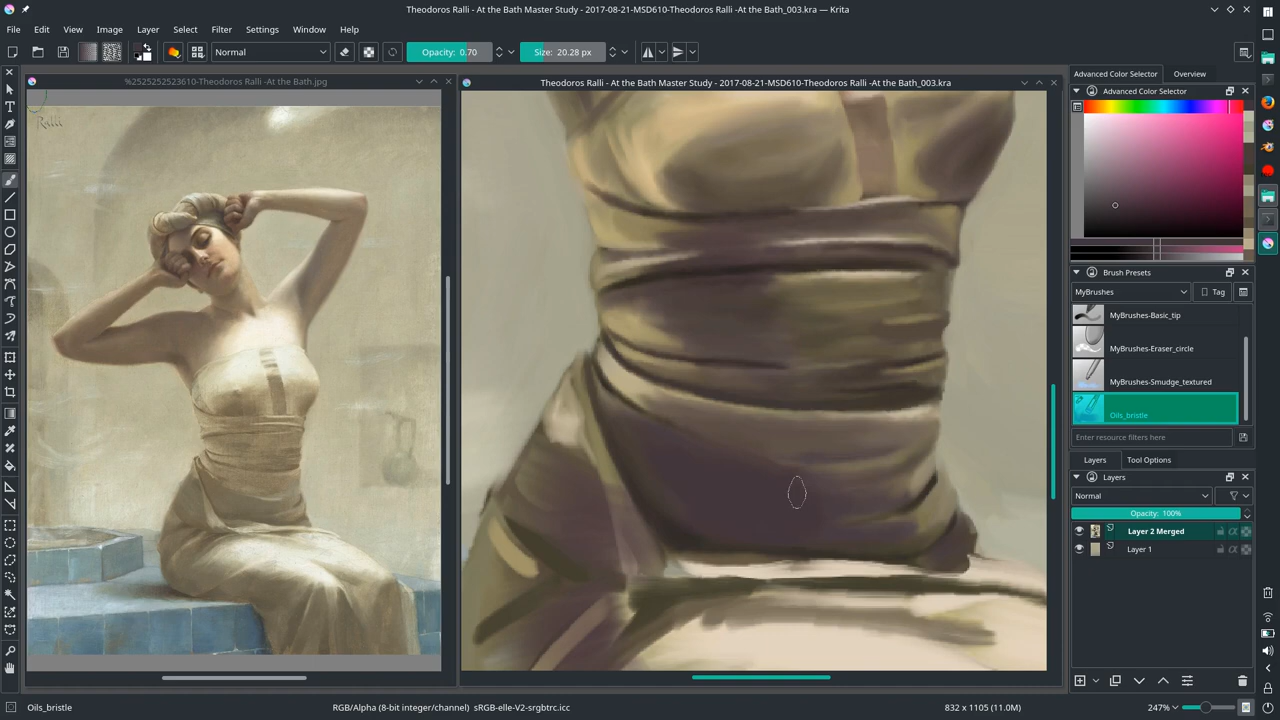 Theodoros Ralli - At the Bath Master Study - 2017-08-21-MSD610-Theodoros Ralli -At the Bath_003.kra — Krita
File Edit View Image Layer Select Filter Settings Window Help
Normal Opacity: 0.70 Size: 20.28 px
%2525252523610-Theodoros Ralli -At the Bath.jpg
Theodoros Ralli - At the Bath Master Study - 2017-08-21-MSD610-Theodoros Ralli -At the Bath_003.kra
Ralli
Advanced Color Selector Overview
Advanced Color Selector
Brush Presets
MyBrushes Tag
MyBrushes-Basic_tip
MyBrushes-Eraser_circle
MyBrushes-Smudge_textured
Oils_bristle
Enter resource filters here
Layers Tool Options
Layers
Normal
Opacity: 100%
Layer 2 Merged
Layer 1
Oils_bristle RGB/Alpha (8-bit integer/channel) sRGB-elle-V2-srgbtrc.icc 832 x 1105 (11.0M) 247%